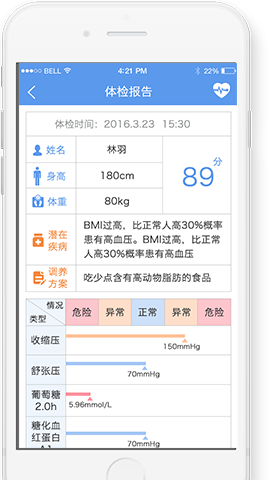 BELL 4:21 PM 22%
体检报告
体检时间：2016.3.23 15:30
姓名 林羽
89分
身高 180cm
体重 80kg
潜在疾病
BMI过高，比正常人高30%概率
患有高血压。BMI过高，比正常
人高30%概率患有高血压
调养方案
吃少点含有高动物脂肪的食品
情况
类型
危险 异常 正常 异常 危险
收缩压
150mmHg
舒张压
70mmHg
葡萄糖
2.0h
5.96mmol/L
糖化血
红蛋白
A1
70mmHg